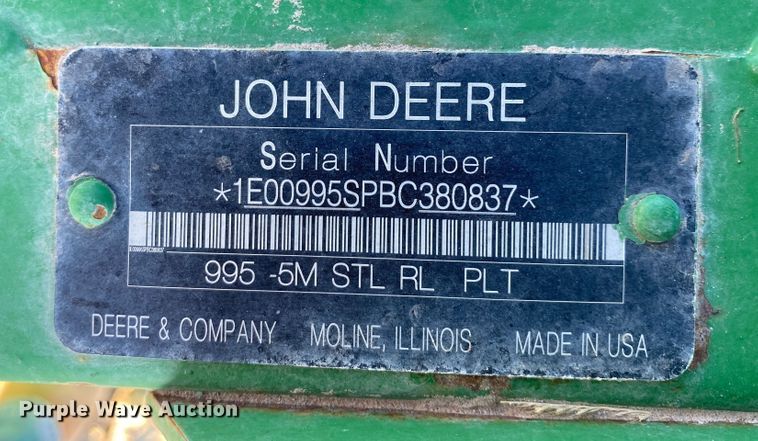 JOHN DEERE
Serial Number
*1E00995SPBC380837*
1E00995SPBC380837
995 -5M STL RL PLT
DEERE & COMPANY MOLINE, ILLINOIS MADE IN USA
Purple Wave Auction